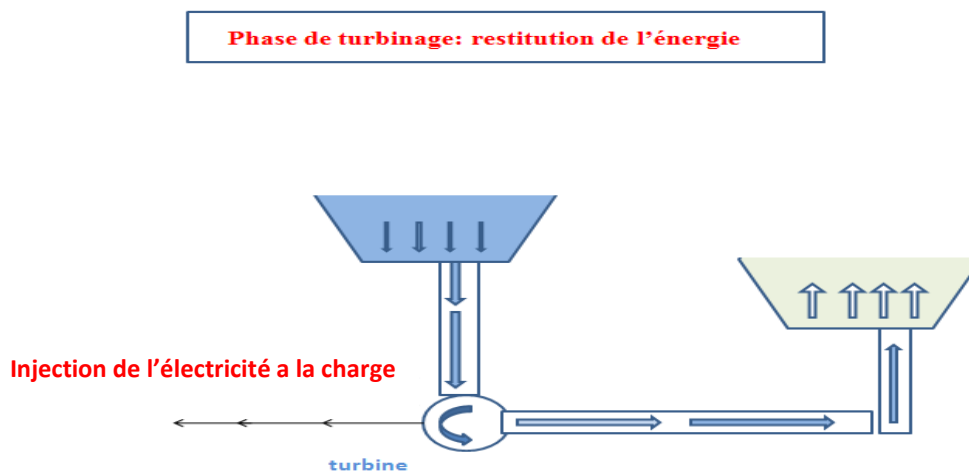 Phase de turbinage: restitution de l’énergie
Injection de l’électricité a la charge
turbine